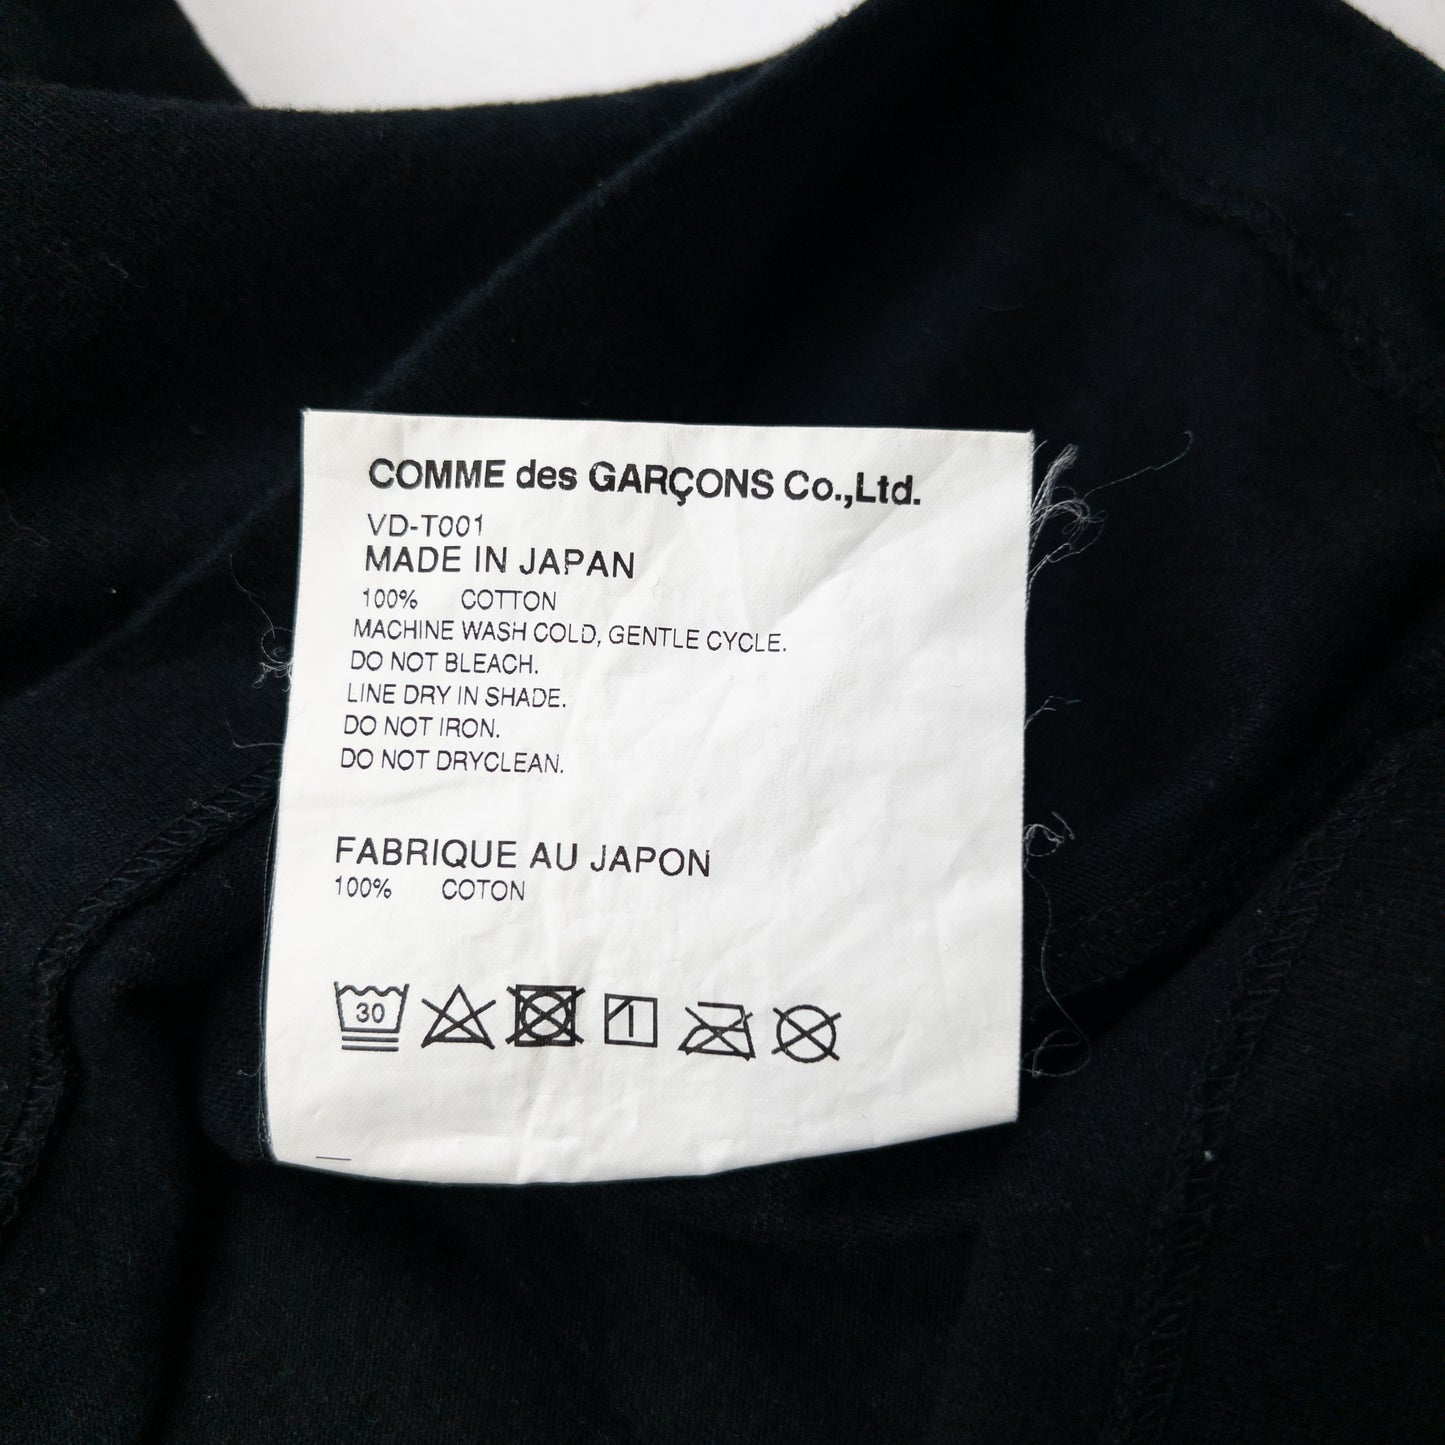 COMME des GARÇONS Co.,Ltd.
VD-T001
MADE IN JAPAN
100% COTTON
MACHINE WASH COLD, GENTLE CYCLE.
DO NOT BLEACH.
LINE DRY IN SHADE.
DO NOT IRON.
DO NOT DRYCLEAN.
FABRIQUE AU JAPON
100% COTON
30